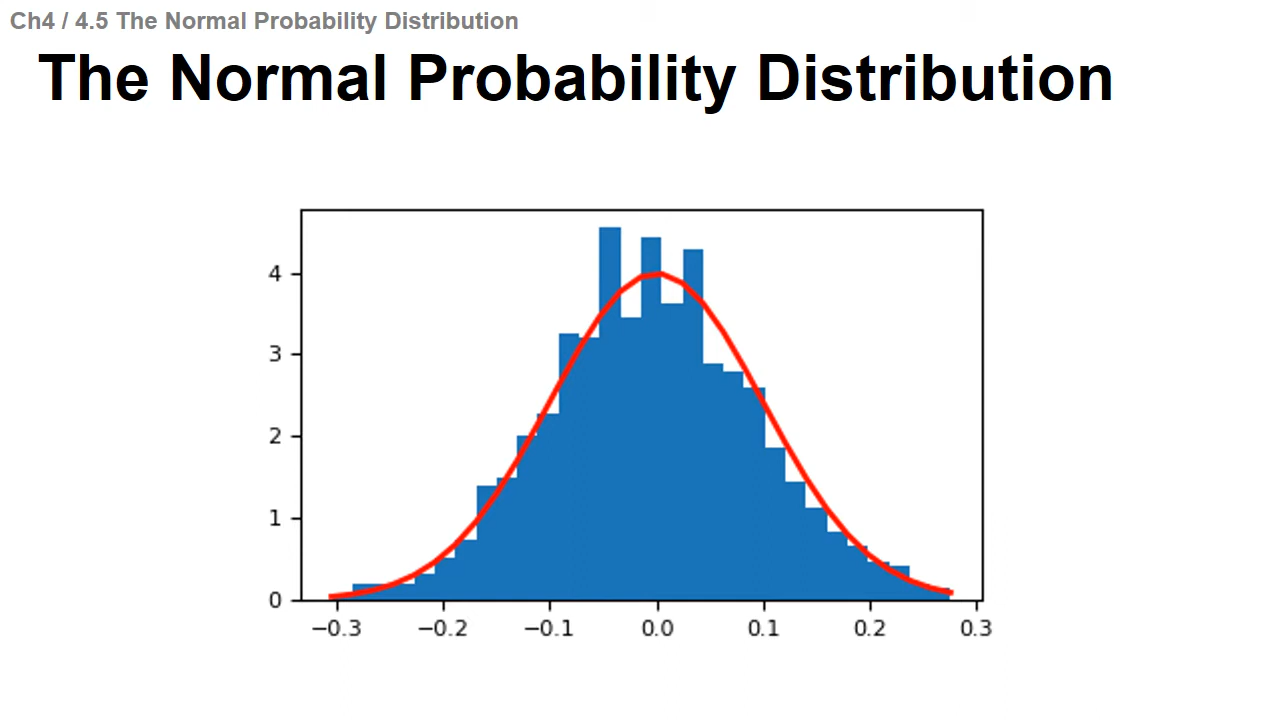 Ch4 / 4.5 The Normal Probability Distribution
The Normal Probability Distribution
4
3
2
1
0
−0.3 −0.2 −0.1 0.0 0.1 0.2 0.3